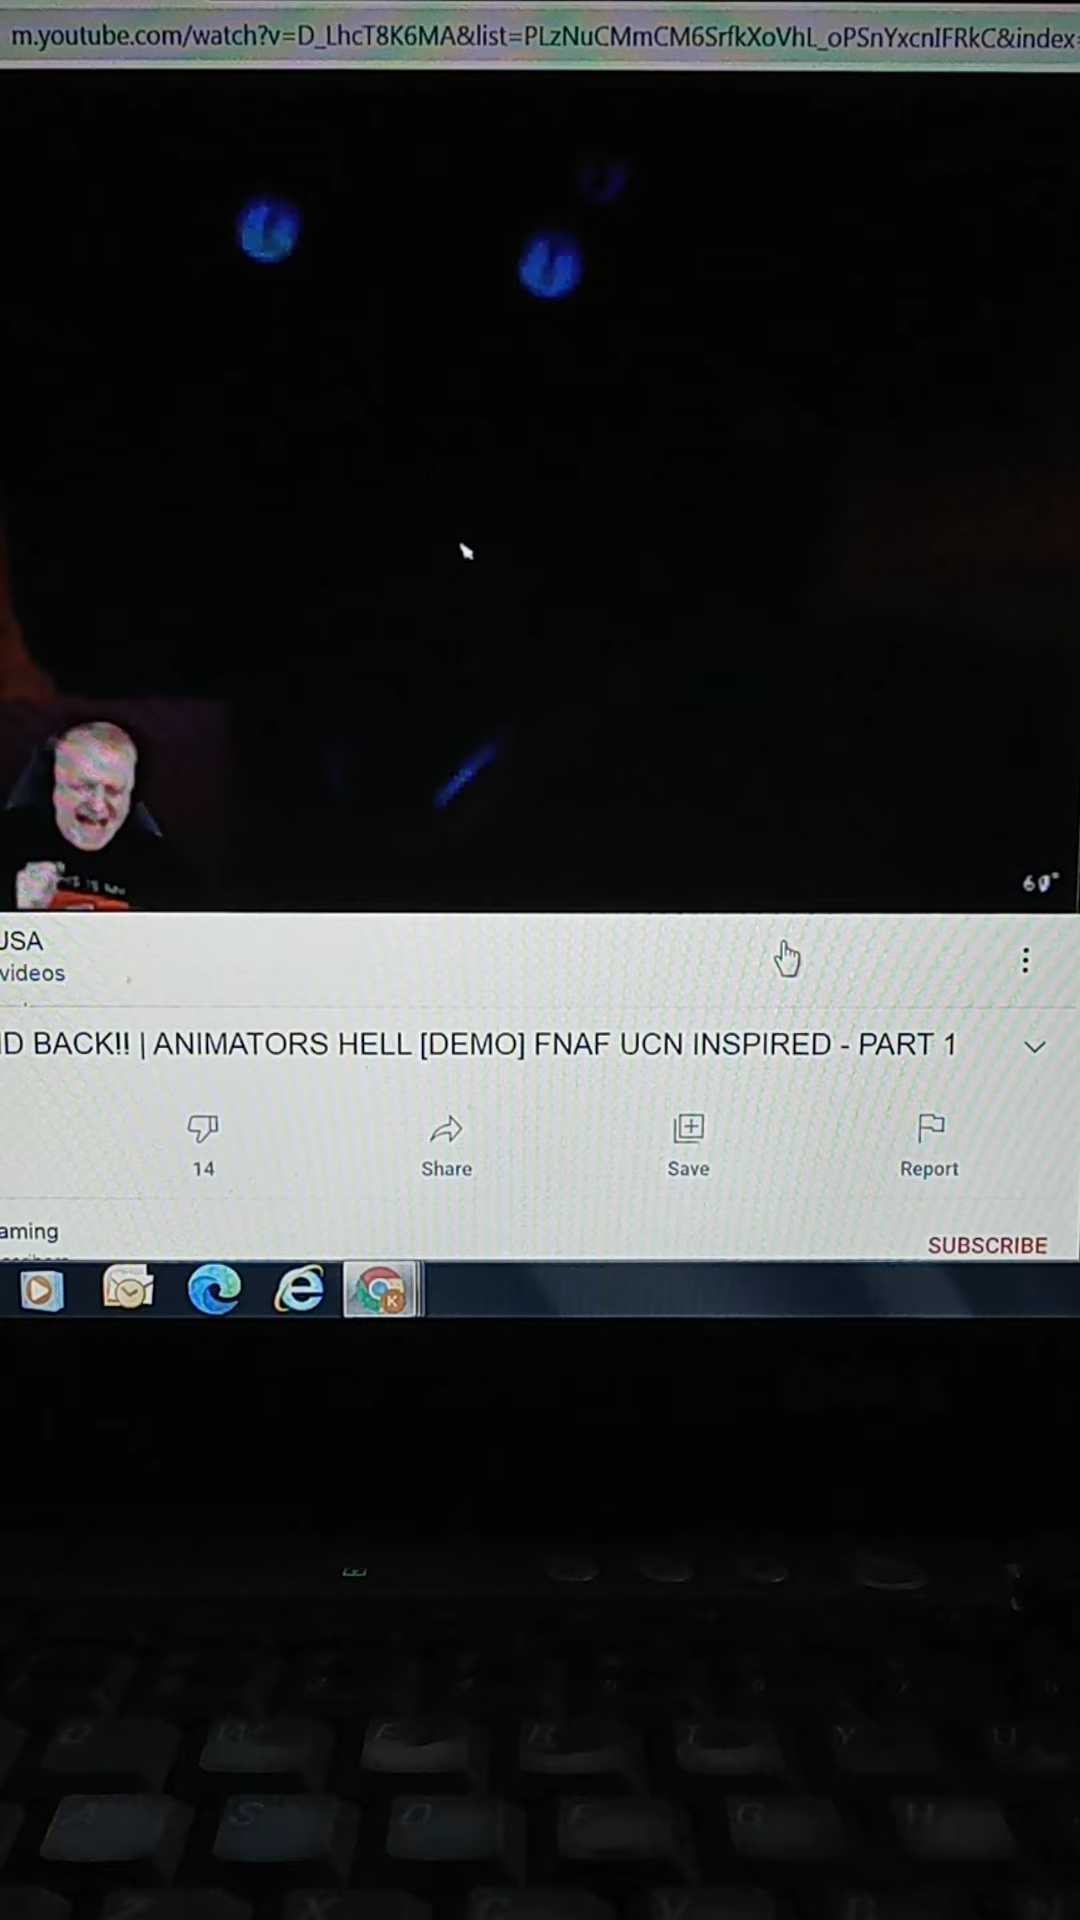 m.youtube.com/watch?v=D_LhcT8K6MA&list=PLzNuCMmCM6SrfkXoVhL_oPSnYxcnIFRkC&index=
60°
USA
videos
ID BACK!! | ANIMATORS HELL [DEMO] FNAF UCN INSPIRED - PART 1
14
Share
Save
Report
aming
SUBSCRIBE
W E R T Y U
A S D F G H